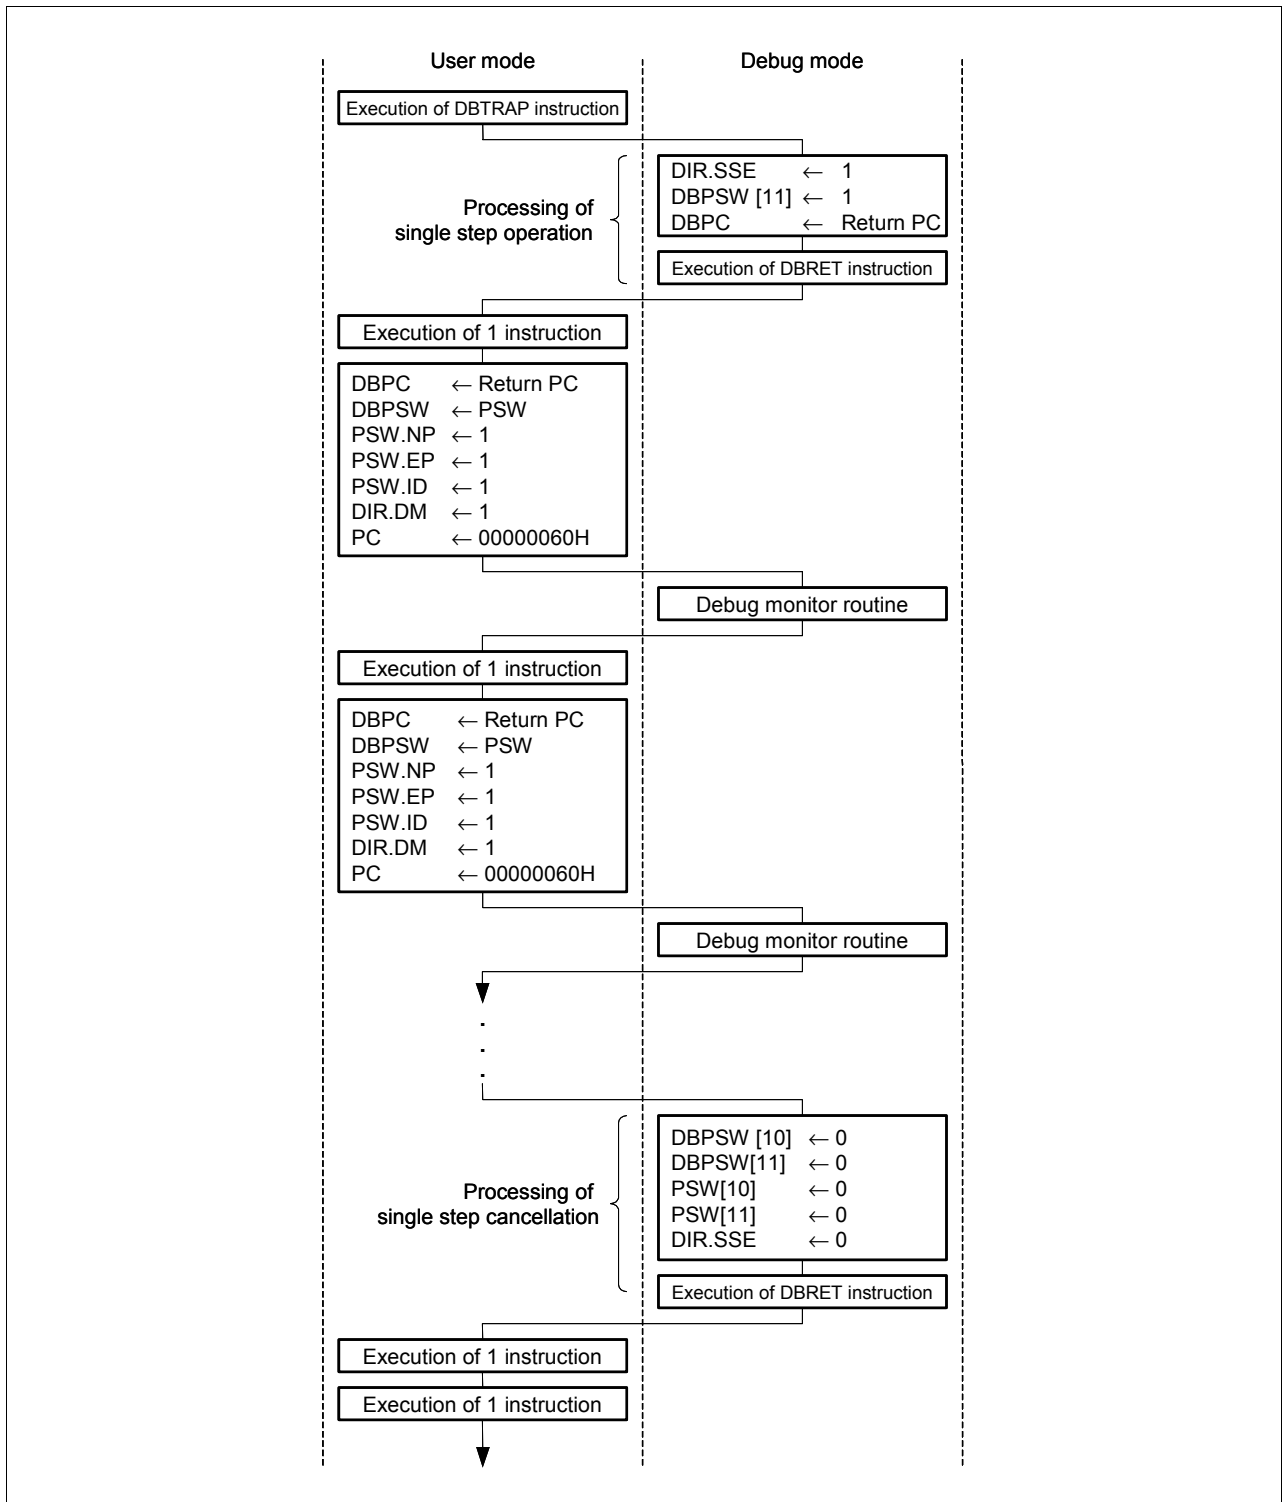 User mode Debug mode
Execution of DBTRAP instruction
DIR.SSE ← 1
DBPSW [11] ← 1
DBPC ← Return PC
Processing of
single step operation
Execution of DBRET instruction
Execution of 1 instruction
DBPC ← Return PC
DBPSW ← PSW
PSW.NP ← 1
PSW.EP ← 1
PSW.ID ← 1
DIR.DM ← 1
PC ← 00000060H
Debug monitor routine
Execution of 1 instruction
DBPC ← Return PC
DBPSW ← PSW
PSW.NP ← 1
PSW.EP ← 1
PSW.ID ← 1
DIR.DM ← 1
PC ← 00000060H
Debug monitor routine
.
.
.
DBPSW [10] ← 0
DBPSW[11] ← 0
PSW[10] ← 0
PSW[11] ← 0
DIR.SSE ← 0
Processing of
single step cancellation
Execution of DBRET instruction
Execution of 1 instruction
Execution of 1 instruction